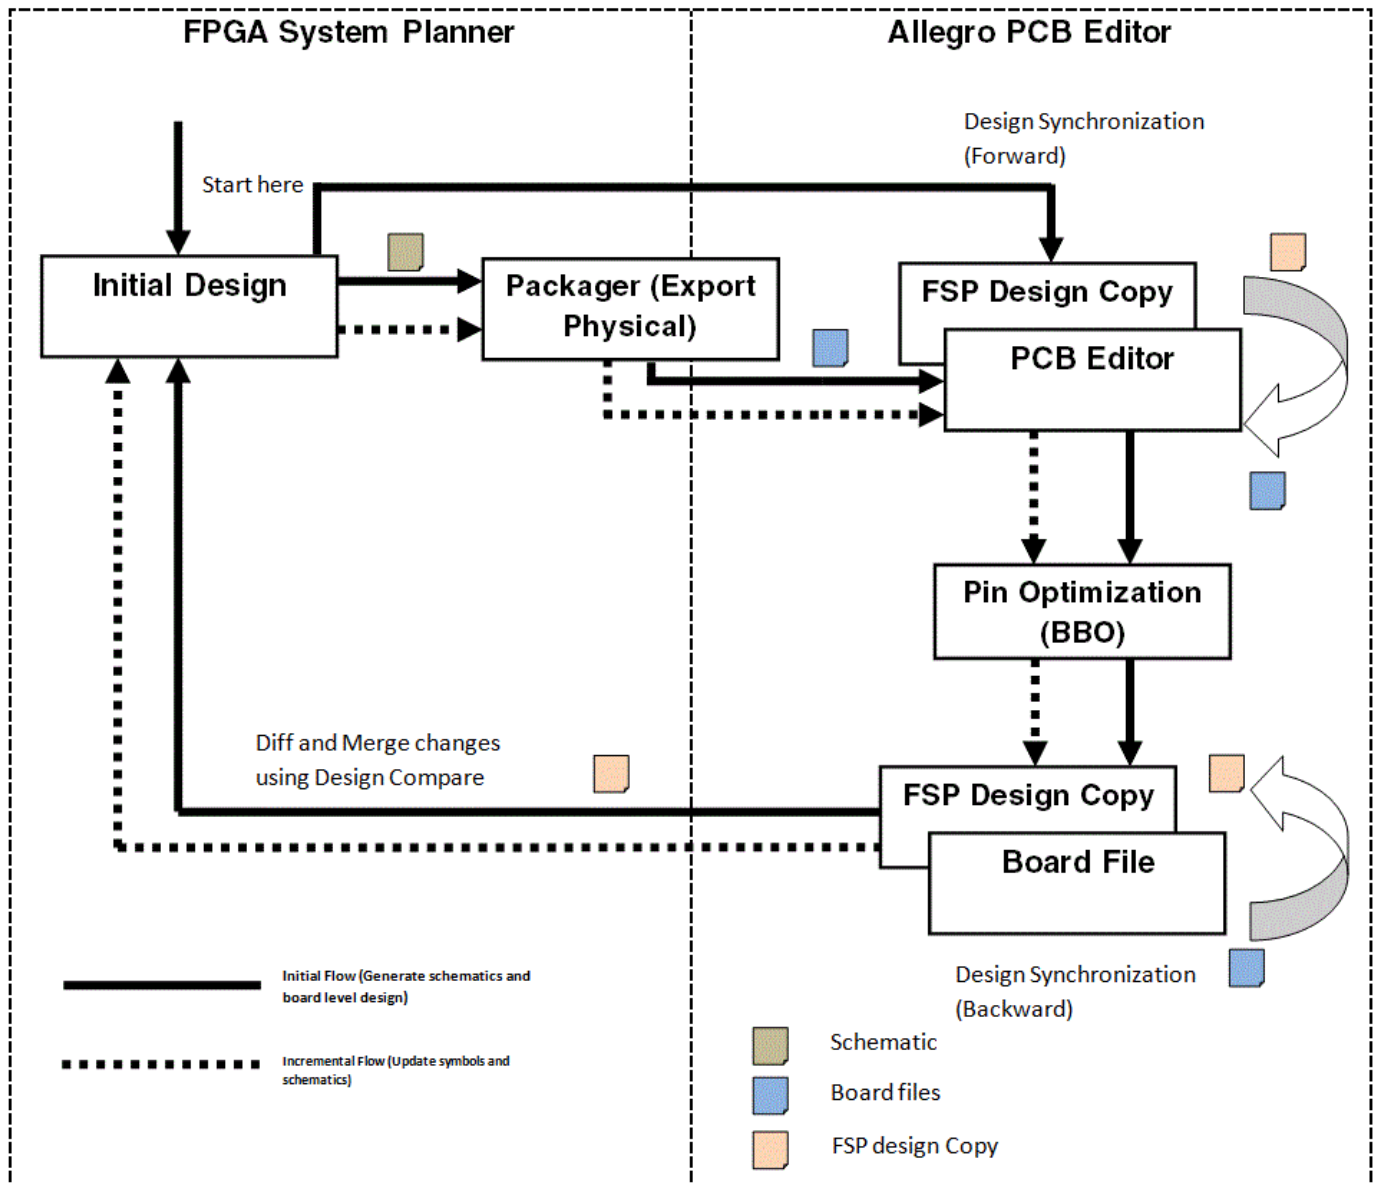 FPGA System Planner
Allegro PCB Editor
Design Synchronization
(Forward)
Start here
Initial Design
Packager (Export
Physical)
FSP Design Copy
PCB Editor
Pin Optimization
(BBO)
Diff and Merge changes
using Design Compare
FSP Design Copy
Board File
Design Synchronization
(Backward)
Initial Flow (Generate schematics and
board level design)
Incremental Flow (Update symbols and
schematics)
Schematic
Board files
FSP design Copy